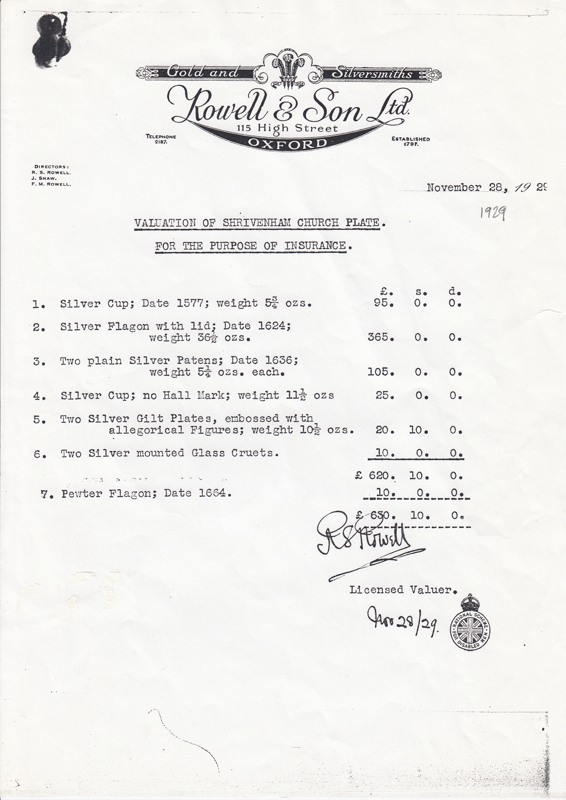 Gold and Silversmiths
Rowell & Son Ltd.
115 High Street
OXFORD
TELEPHONE
2187.
ESTABLISHED
1797.
DIRECTORS:
R. S. ROWELL.
J. SHAW.
F. M. ROWELL.
November 28, 19 29
1929
VALUATION OF SHRIVENHAM CHURCH PLATE.
FOR THE PURPOSE OF INSURANCE.
£. s. d.
1. Silver Cup; Date 1577; weight 5¾ ozs. 95. 0. 0.
2. Silver Flagon with lid; Date 1624;
weight 36½ ozs. 365. 0. 0.
3. Two plain Silver Patens; Date 1636;
weight 5¼ ozs. each. 105. 0. 0.
4. Silver Cup; no Hall Mark; weight 11½ ozs 25. 0. 0.
5. Two Silver Gilt Plates, embossed with
allegorical Figures; weight 10½ ozs. 20. 10. 0.
6. Two Silver mounted Glass Cruets. 10. 0. 0.
£ 620. 10. 0.
7. Pewter Flagon; Date 1664. 10. 0. 0.
£ 630. 10. 0.
R S Rowell
Licensed Valuer.
Nov 28/29.
NATIONAL SCHEME
FOR DISABLED MEN